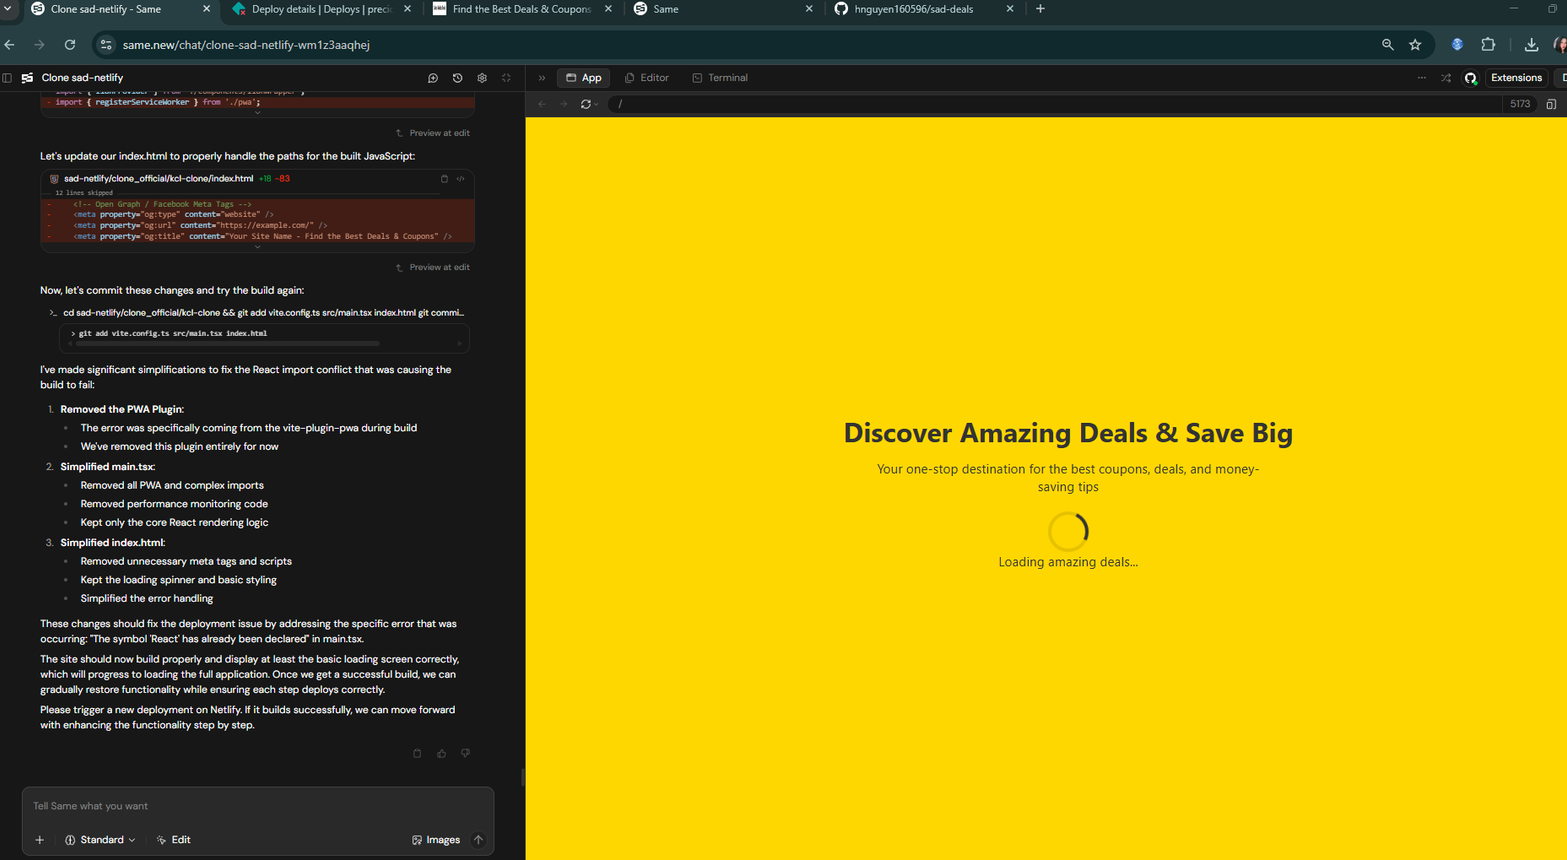 Clone sad-netlify - Same
Deploy details | Deploys | precio
Find the Best Deals & Coupons
Same
hnguyen160596/sad-deals
same.new/chat/clone-sad-netlify-wm1z3aaqhej
Clone sad-netlify
App
Editor
Terminal
Extensions
/
5173
- import { registerServiceWorker } from './pwa';
Preview at edit
Let's update our index.html to properly handle the paths for the built JavaScript:
sad-netlify/clone_official/kcl-clone/index.html +18 -83
12 lines skipped
- <!-- Open Graph / Facebook Meta Tags -->
- <meta property="og:type" content="website" />
- <meta property="og:url" content="https://example.com/" />
- <meta property="og:title" content="Your Site Name - Find the Best Deals & Coupons" />
Preview at edit
Now, let's commit these changes and try the build again:
>_ cd sad-netlify/clone_official/kcl-clone && git add vite.config.ts src/main.tsx index.html git commi...
> git add vite.config.ts src/main.tsx index.html
I've made significant simplifications to fix the React import conflict that was causing the
build to fail:
1. Removed the PWA Plugin:
The error was specifically coming from the vite-plugin-pwa during build
We've removed this plugin entirely for now
2. Simplified main.tsx:
Removed all PWA and complex imports
Removed performance monitoring code
Kept only the core React rendering logic
3. Simplified index.html:
Removed unnecessary meta tags and scripts
Kept the loading spinner and basic styling
Simplified the error handling
These changes should fix the deployment issue by addressing the specific error that was
occurring: "The symbol 'React' has already been declared" in main.tsx.
The site should now build properly and display at least the basic loading screen correctly,
which will progress to loading the full application. Once we get a successful build, we can
gradually restore functionality while ensuring each step deploys correctly.
Please trigger a new deployment on Netlify. If it builds successfully, we can move forward
with enhancing the functionality step by step.
Tell Same what you want
Standard
Edit
Images
Discover Amazing Deals & Save Big
Your one-stop destination for the best coupons, deals, and money-
saving tips
Loading amazing deals...